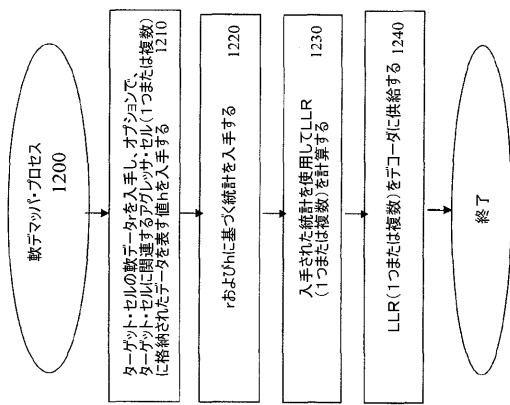 軟デマッパ・プロセス
1200
ターゲット・セルの軟データrを入手し、オプションで、
ターゲット・セルに関連するアグレッサ・セル(1つまたは複数)
に格納されたデータを表す値hを入手する 1210
rおよびhに基づく統計を入手する 1220
入手された統計を使用してLLR
(1つまたは複数)を計算する 1230
LLR(1つまたは複数)をデコーダに供給する 1240
終了